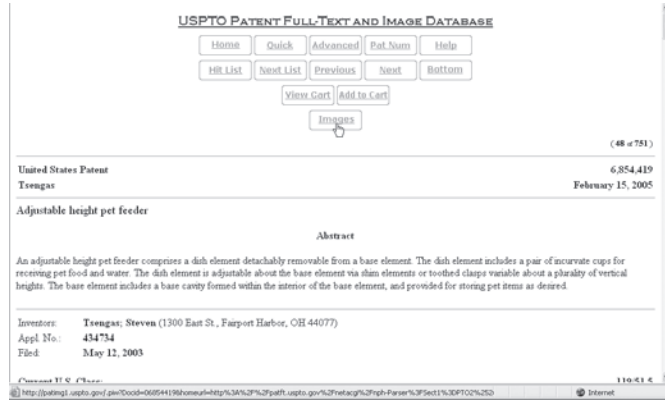 USPTO PATENT FULL-TEXT AND IMAGE DATABASE
Home Quick Advanced Pat Num Help
Hit List Next List Previous Next Bottom
View Cart Add to Cart
Images
( 48 of 751 )
United States Patent 6,854,419
Tsengas February 15, 2005
Adjustable height pet feeder
Abstract
An adjustable height pet feeder comprises a dish element detachably removable from a base element. The dish element includes a pair of incurvate cups for
receiving pet food and water. The dish element is adjustable about the base element via shim elements or toothed clasps variable about a plurality of vertical
heights. The base element includes a base cavity formed within the interior of the base element, and provided for storing pet items as desired.
Inventors: Tsengas; Steven (1300 East St., Fairport Harbor, OH 44077)
Appl. No.: 434734
Filed: May 12, 2003
Current U.S. Class: 119/51.5
Internet